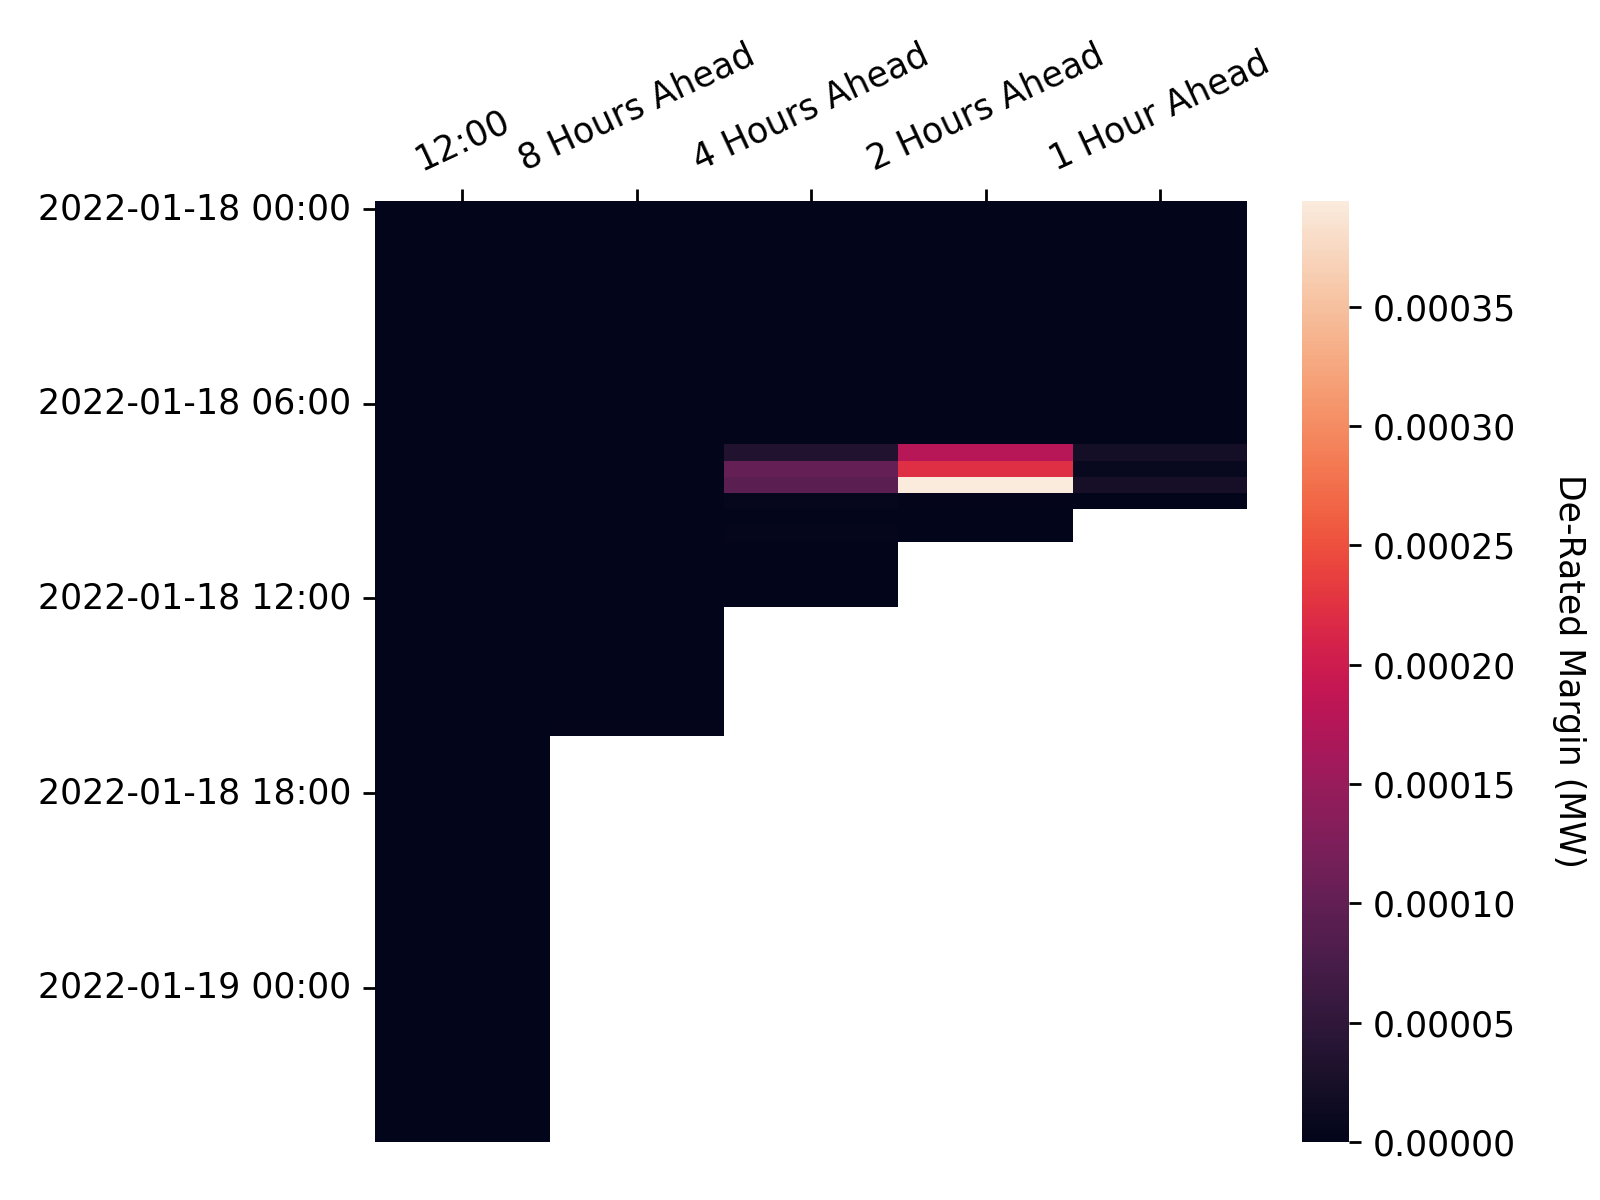 12:00
8 Hours Ahead
4 Hours Ahead
2 Hours Ahead
1 Hour Ahead
2022-01-18 00:00
2022-01-18 06:00
2022-01-18 12:00
2022-01-18 18:00
2022-01-19 00:00
0.00035
0.00030
0.00025
0.00020
0.00015
0.00010
0.00005
0.00000
De-Rated Margin (MW)